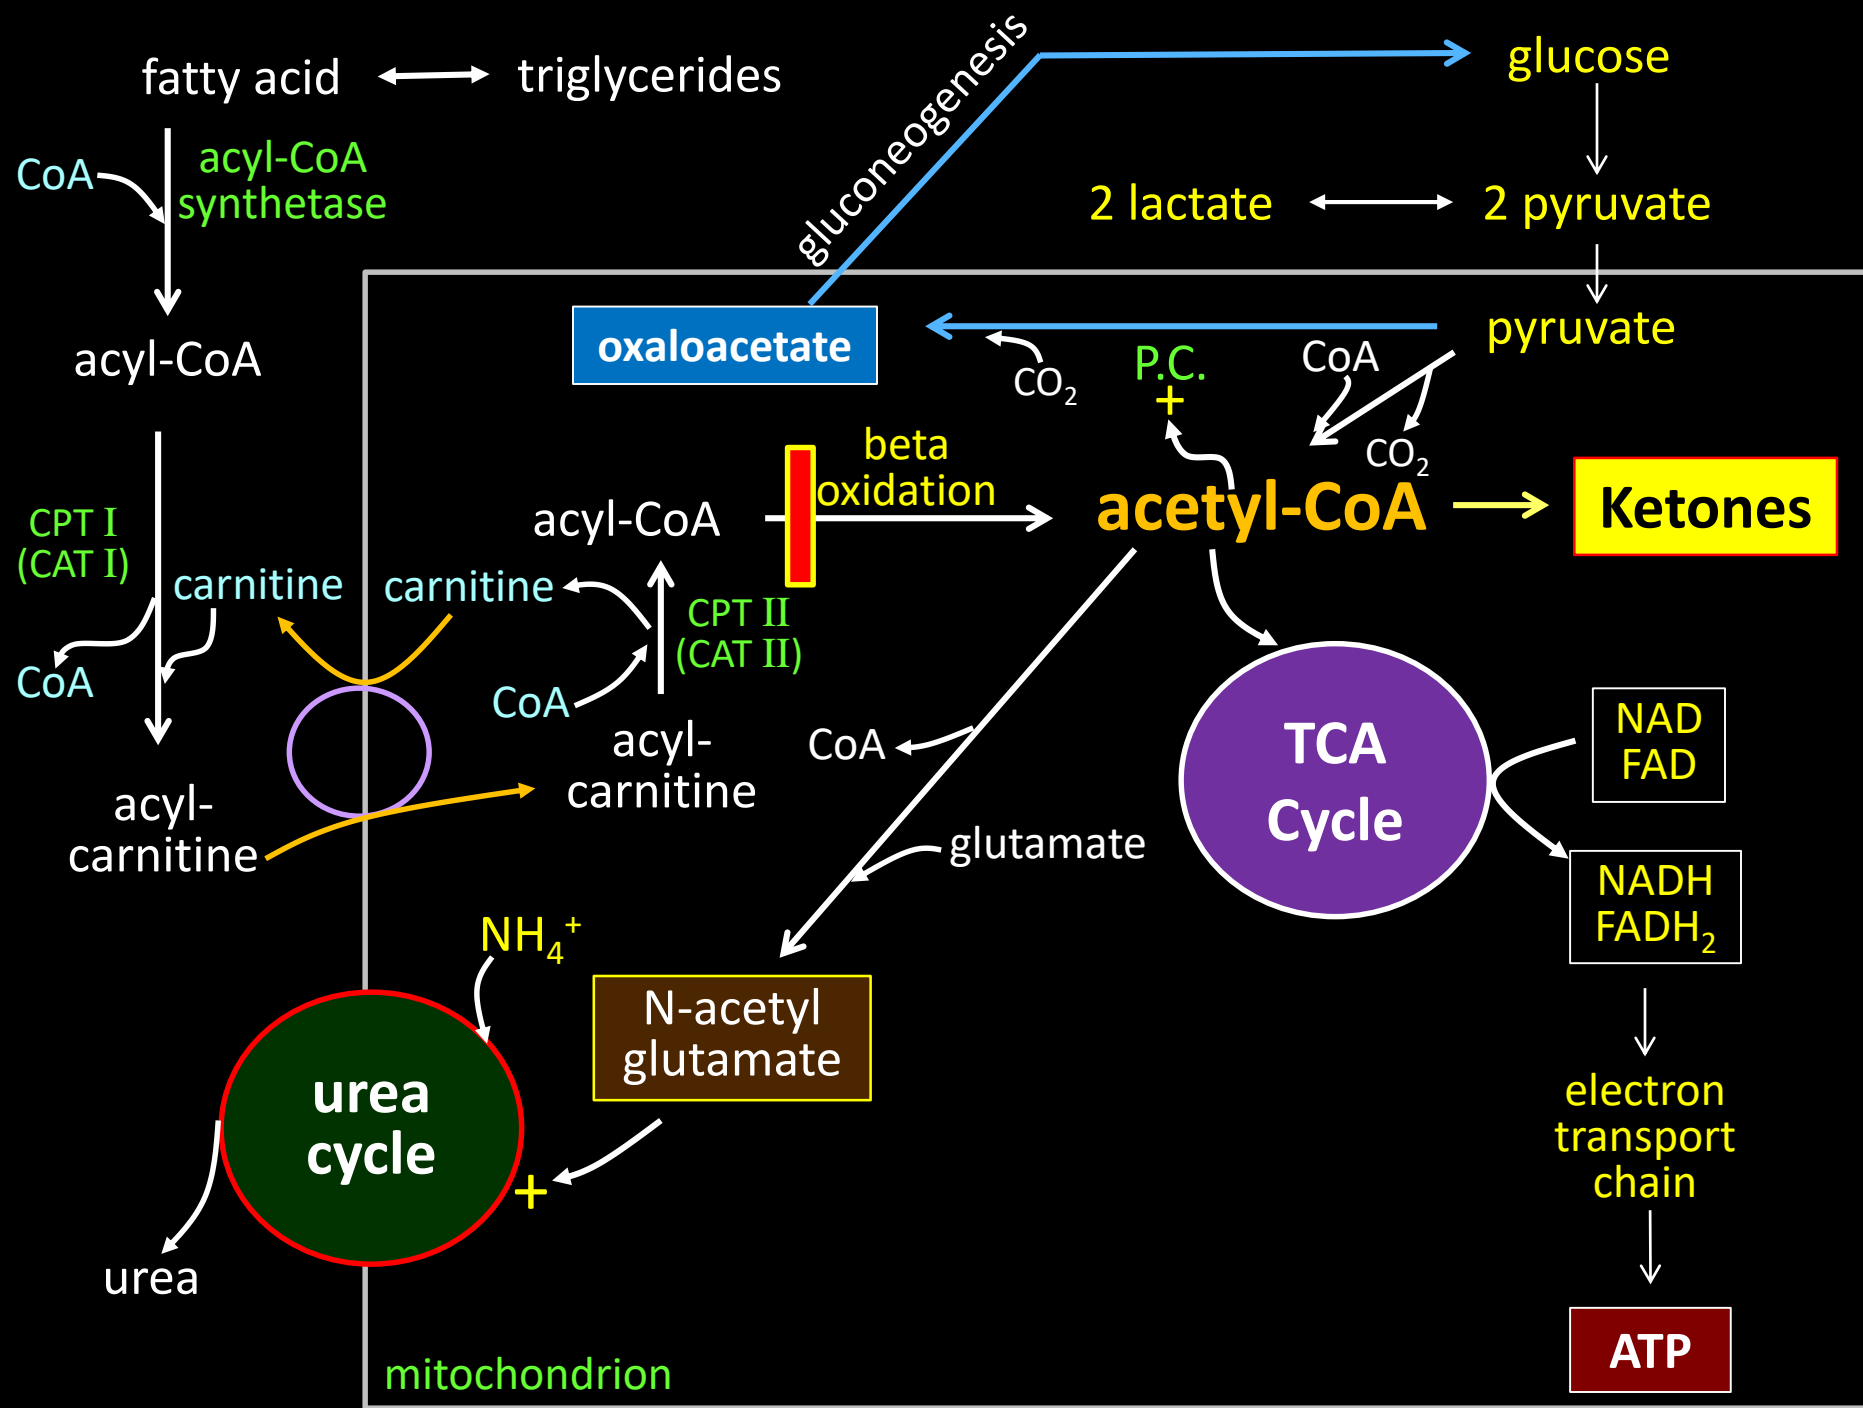 fatty acid
triglycerides
gluconeogenesis
glucose
CoA
acyl-CoA
synthetase
2 lactate
2 pyruvate
acyl-CoA
oxaloacetate
pyruvate
CO₂
P.C.
+
CoA
CO₂
beta
oxidation
acyl-CoA
acetyl-CoA
Ketones
CPT I
(CAT I)
carnitine
carnitine
CPT II
(CAT II)
CoA
CoA
acyl-
carnitine
acyl-
carnitine
CoA
glutamate
TCA
Cycle
NAD
FAD
NADH
FADH₂
NH₄⁺
N-acetyl
glutamate
urea
cycle
+
urea
electron
transport
chain
ATP
mitochondrion